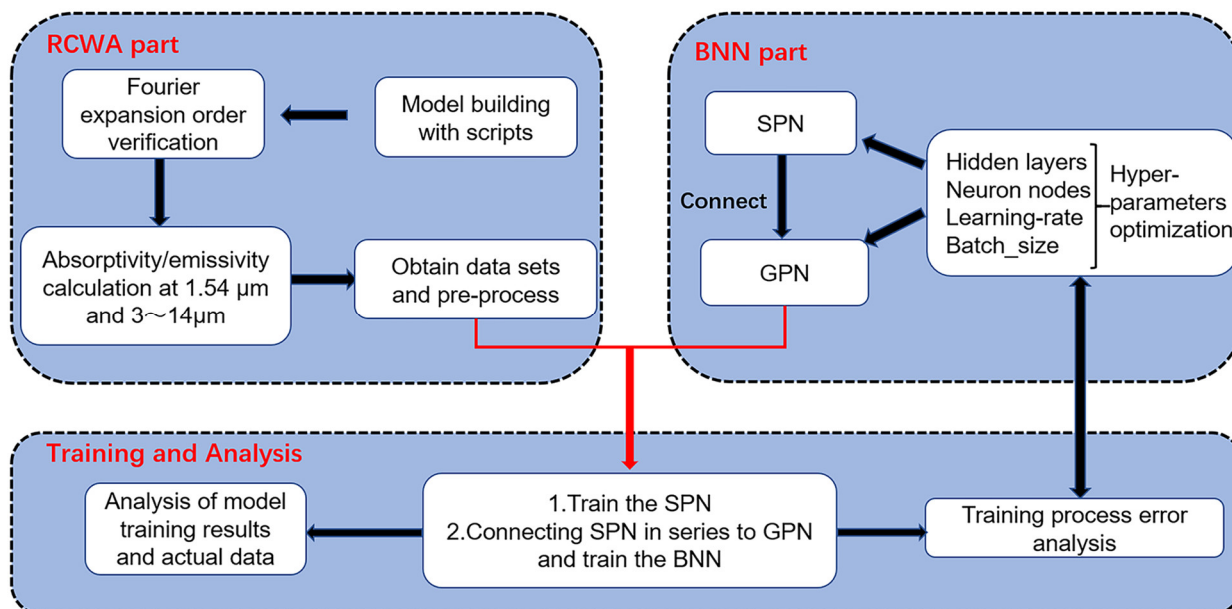 RCWA part
Fourier
expansion order
verification
Model building
with scripts
Absorptivity/emissivity
calculation at 1.54 μm
and 3～14μm
Obtain data sets
and pre-process
BNN part
SPN
Connect
GPN
Hidden layers
Neuron nodes
Learning-rate
Batch_size
Hyper-
parameters
optimization
Training and Analysis
Analysis of model
training results
and actual data
1.Train the SPN
2.Connecting SPN in series to GPN
and train the BNN
Training process error
analysis